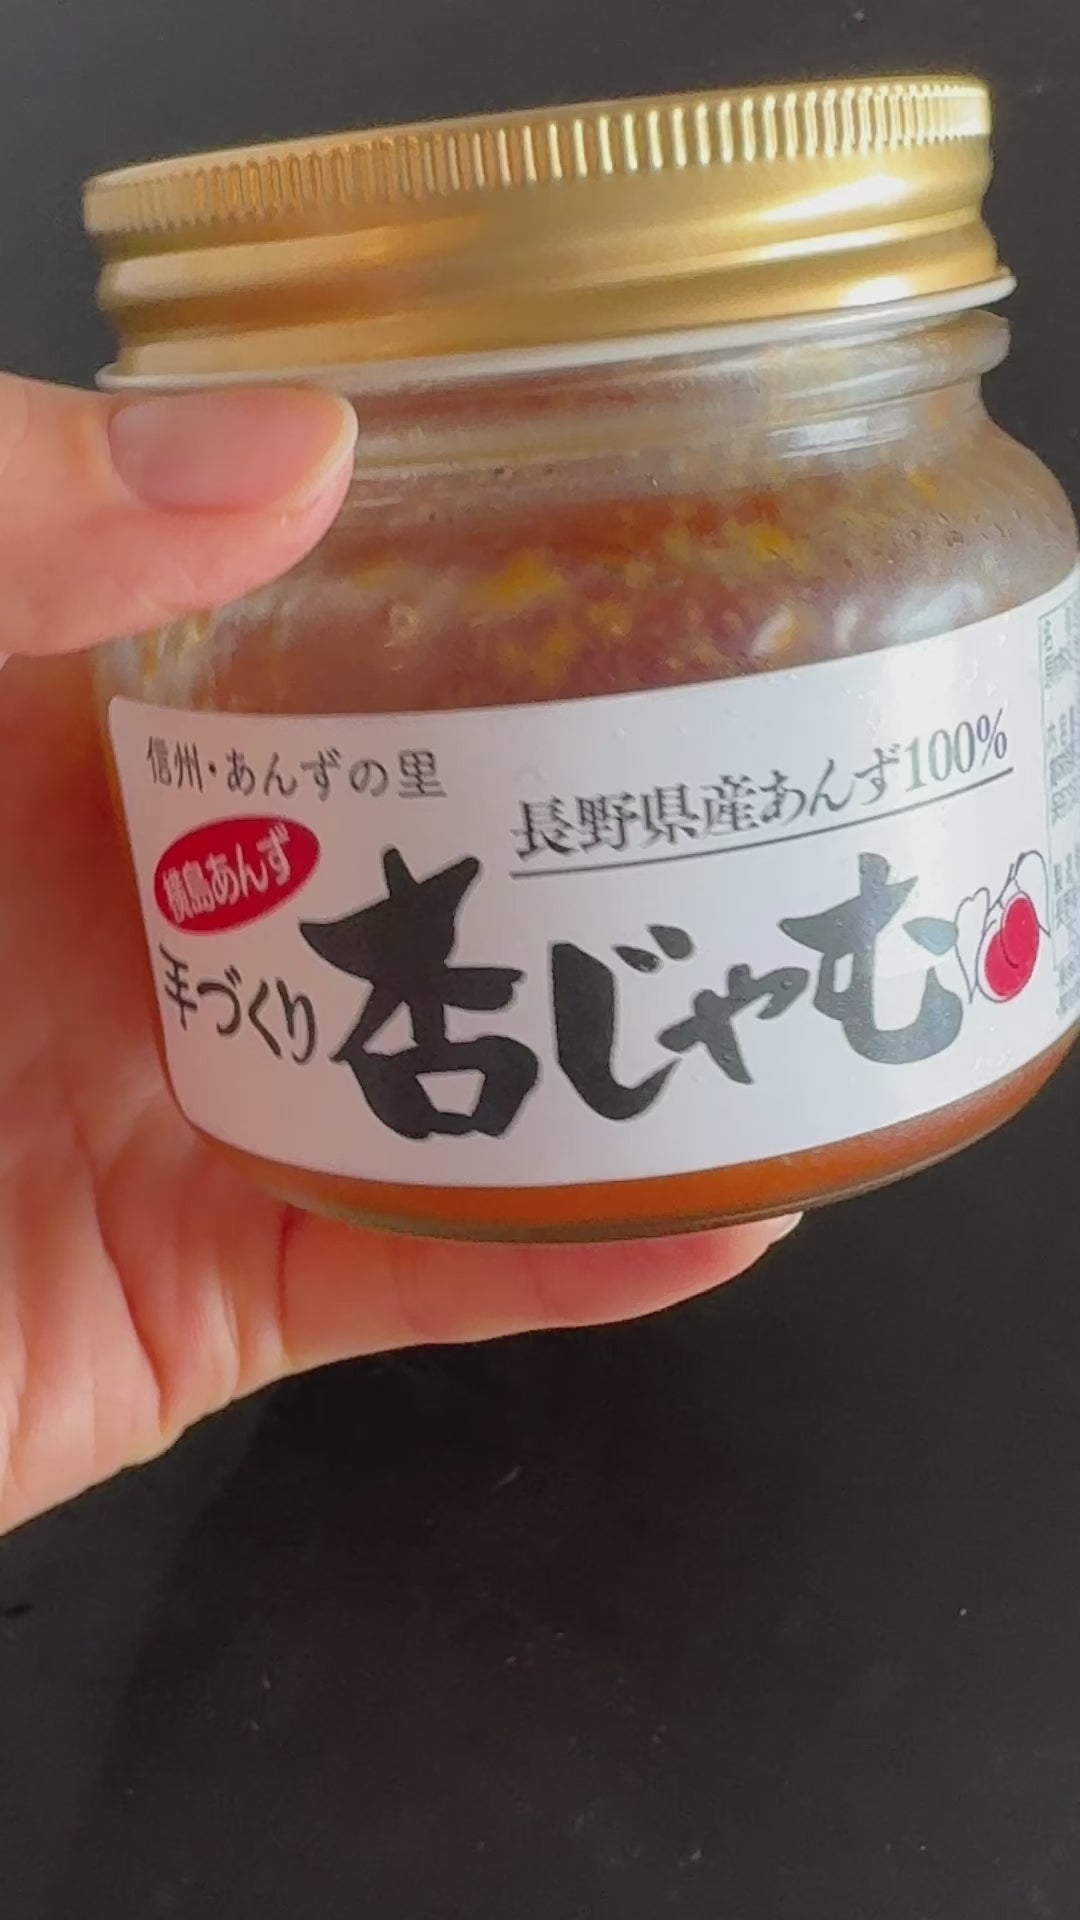 信州・あんずの里
長野県産あんず100%
横島あんず
手づくり
杏じゃむ